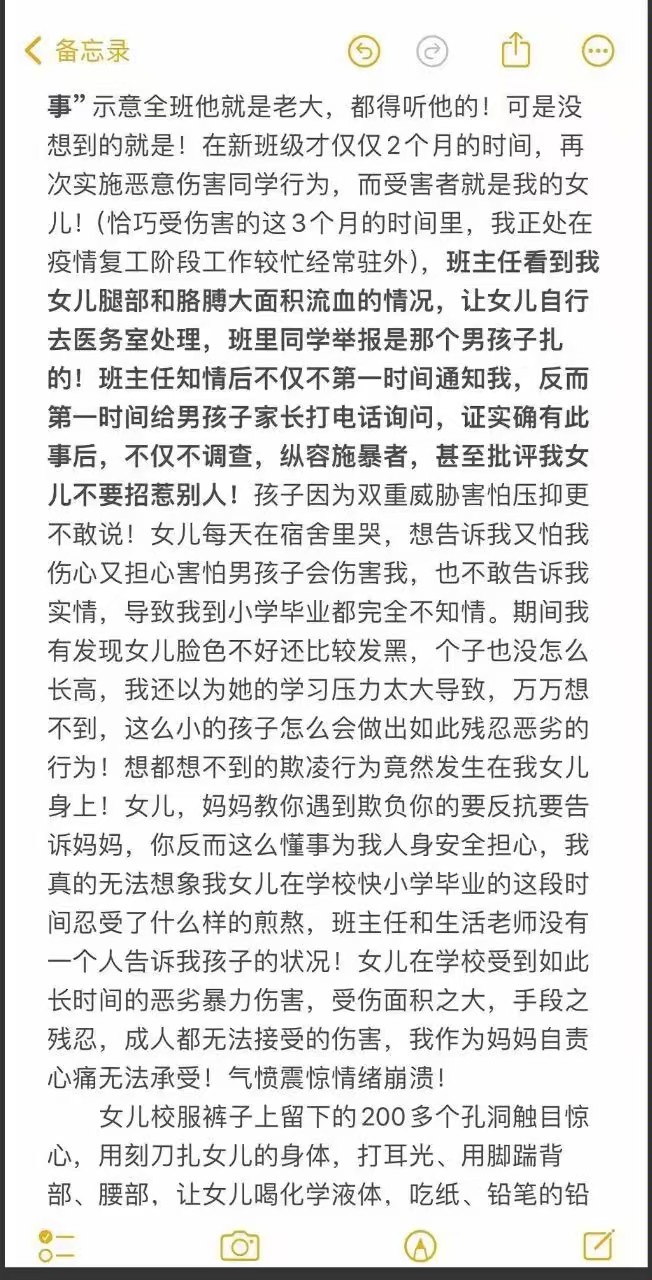 备忘录
事”示意全班他就是老大，都得听他的！可是没
想到的就是！在新班级才仅仅2个月的时间，再
次实施恶意伤害同学行为，而受害者就是我的女
儿！(恰巧受伤害的这3个月的时间里，我正处在
疫情复工阶段工作较忙经常驻外)，班主任看到我
女儿腿部和胳膊大面积流血的情况，让女儿自行
去医务室处理，班里同学举报是那个男孩子扎
的！班主任知情后不仅不第一时间通知我，反而
第一时间给男孩子家长打电话询问，证实确有此
事后，不仅不调查，纵容施暴者，甚至批评我女
儿不要招惹别人！孩子因为双重威胁害怕压抑更
不敢说！女儿每天在宿舍里哭，想告诉我又怕我
伤心又担心害怕男孩子会伤害我，也不敢告诉我
实情，导致我到小学毕业都完全不知情。期间我
有发现女儿脸色不好还比较发黑，个子也没怎么
长高，我还以为她的学习压力太大导致，万万想
不到，这么小的孩子怎么会做出如此残忍恶劣的
行为！想都想不到的欺凌行为竟然发生在我女儿
身上！女儿，妈妈教你遇到欺负你的要反抗要告
诉妈妈，你反而这么懂事为我人身安全担心，我
真的无法想象我女儿在学校快小学毕业的这段时
间忍受了什么样的煎熬，班主任和生活老师没有
一个人告诉我孩子的状况！女儿在学校受到如此
长时间的恶劣暴力伤害，受伤面积之大，手段之
残忍，成人都无法接受的伤害，我作为妈妈自责
心痛无法承受！气愤震惊情绪崩溃！
女儿校服裤子上留下的200多个孔洞触目惊
心，用刻刀扎女儿的身体，打耳光、用脚踹背
部、腰部，让女儿喝化学液体，吃纸、铅笔的铅